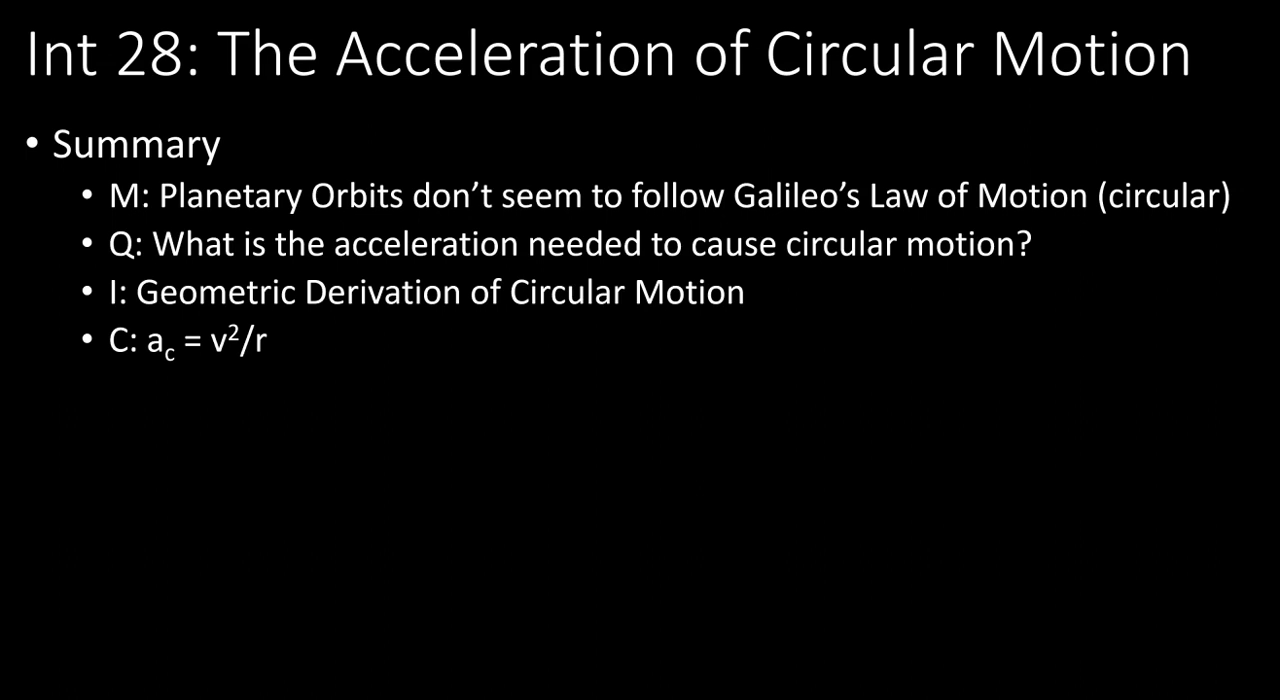 Int 28: The Acceleration of Circular Motion
• Summary
• M: Planetary Orbits don’t seem to follow Galileo’s Law of Motion (circular)
• Q: What is the acceleration needed to cause circular motion?
• I: Geometric Derivation of Circular Motion
• C: a_c = v²/r